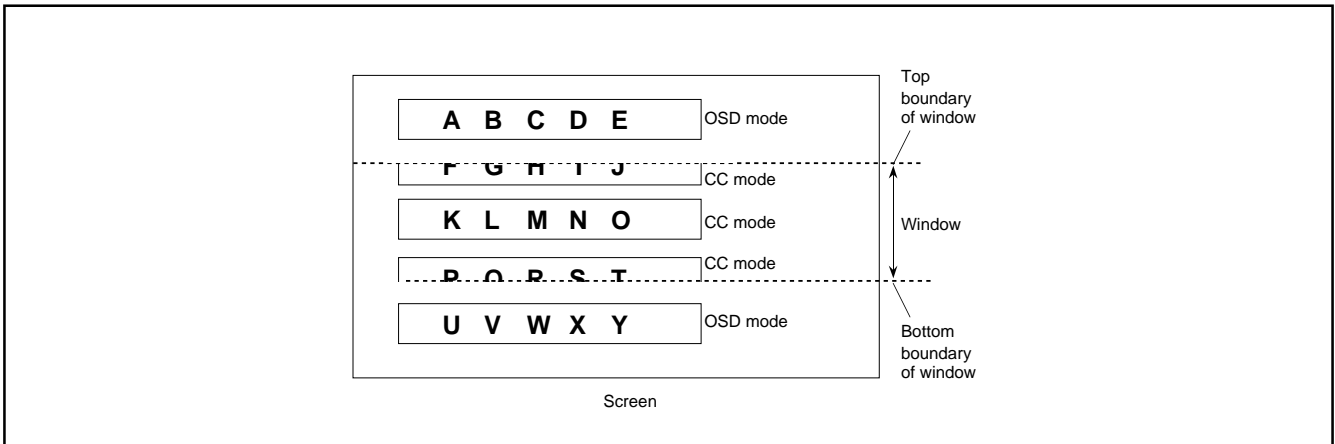 Top
boundary
of window
A B C D E
OSD mode
F G H I J
CC mode
K L M N O
CC mode
Window
P Q R S T
CC mode
U V W X Y
OSD mode
Bottom
boundary
of window
Screen